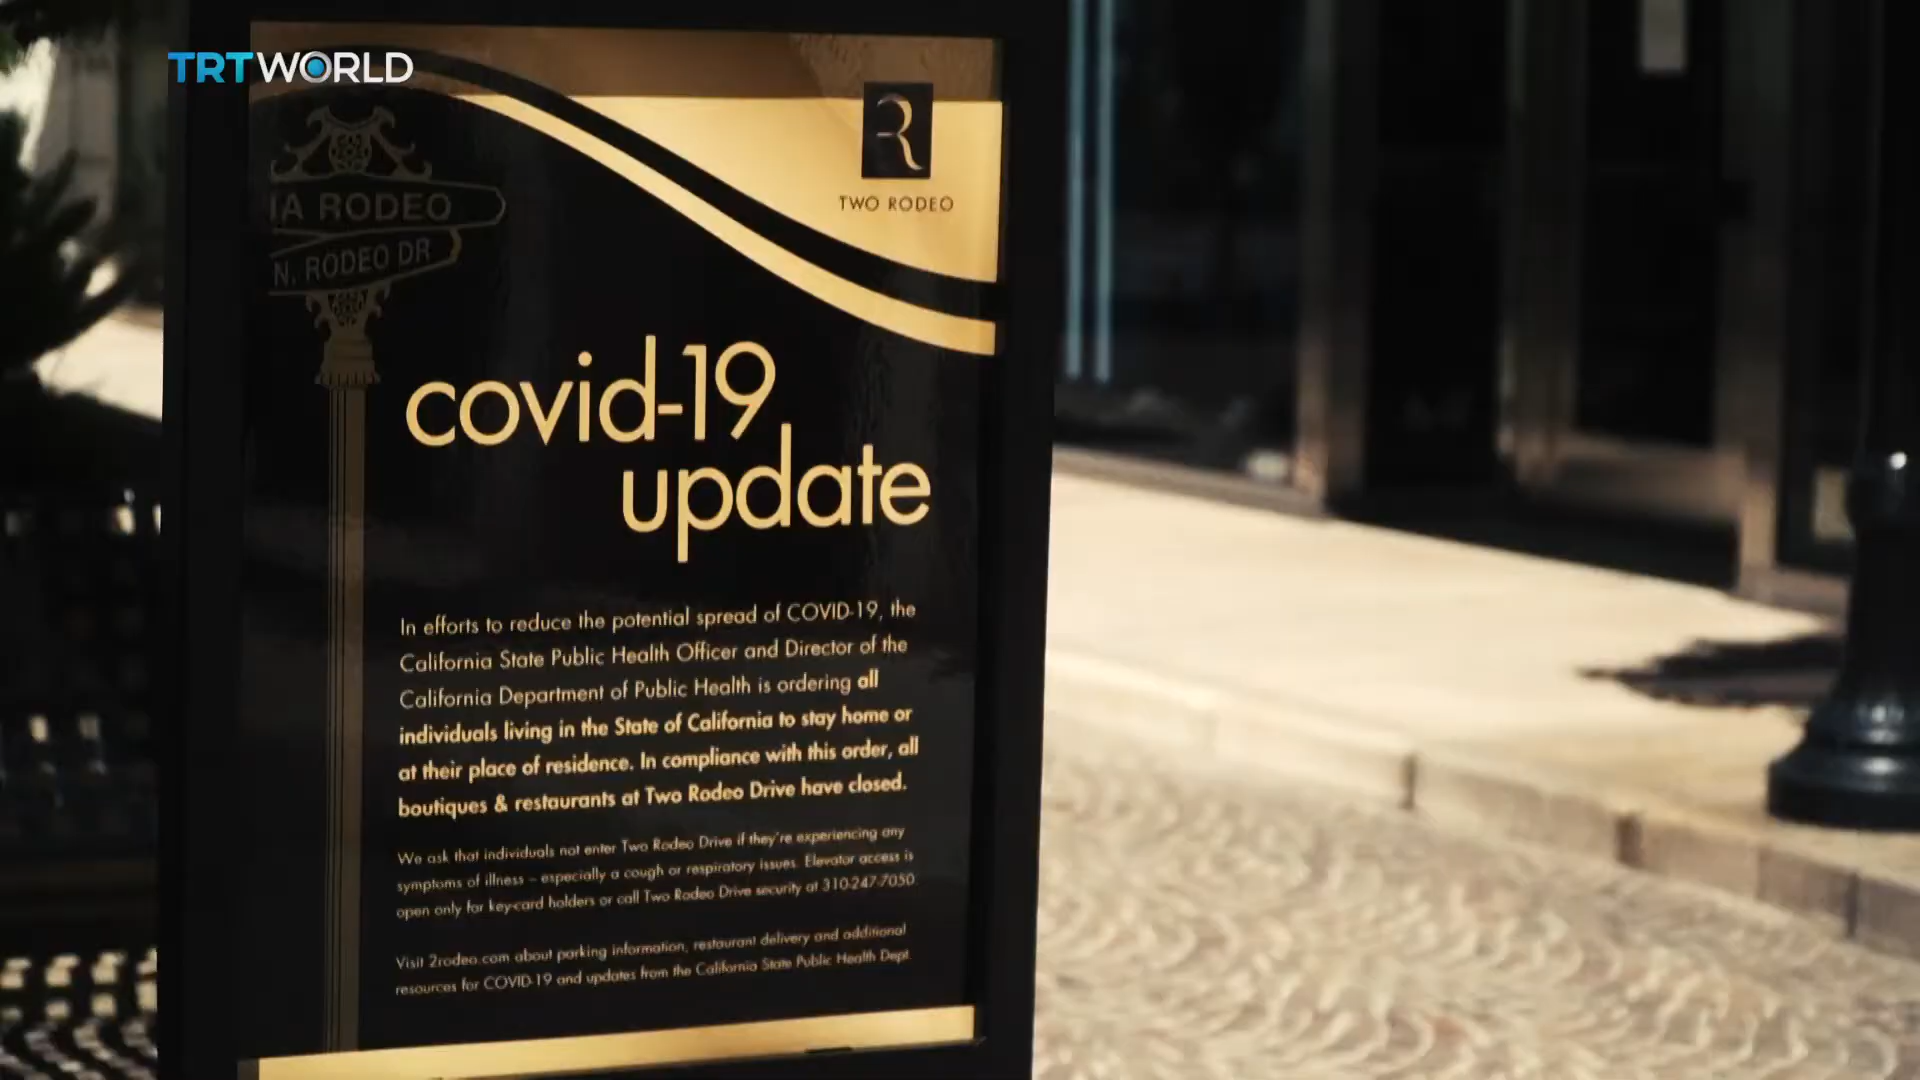 TRT WORLD
R
TWO RODEO
IA RODEO
N. RODEO DR
covid-19
update
In efforts to reduce the potential spread of COVID-19, the
California State Public Health Officer and Director of the
California Department of Public Health is ordering all
individuals living in the State of California to stay home or
at their place of residence. In compliance with this order, all
boutiques & restaurants at Two Rodeo Drive have closed.
We ask that individuals not enter Two Rodeo Drive if they're experiencing any
symptoms of illness – especially a cough or respiratory issues. Elevator access is
open only for key-card holders or call Two Rodeo Drive security at 310-247-7050.
Visit 2rodeo.com about parking information, restaurant delivery and additional
resources for COVID-19 and updates from the California State Public Health Dept.